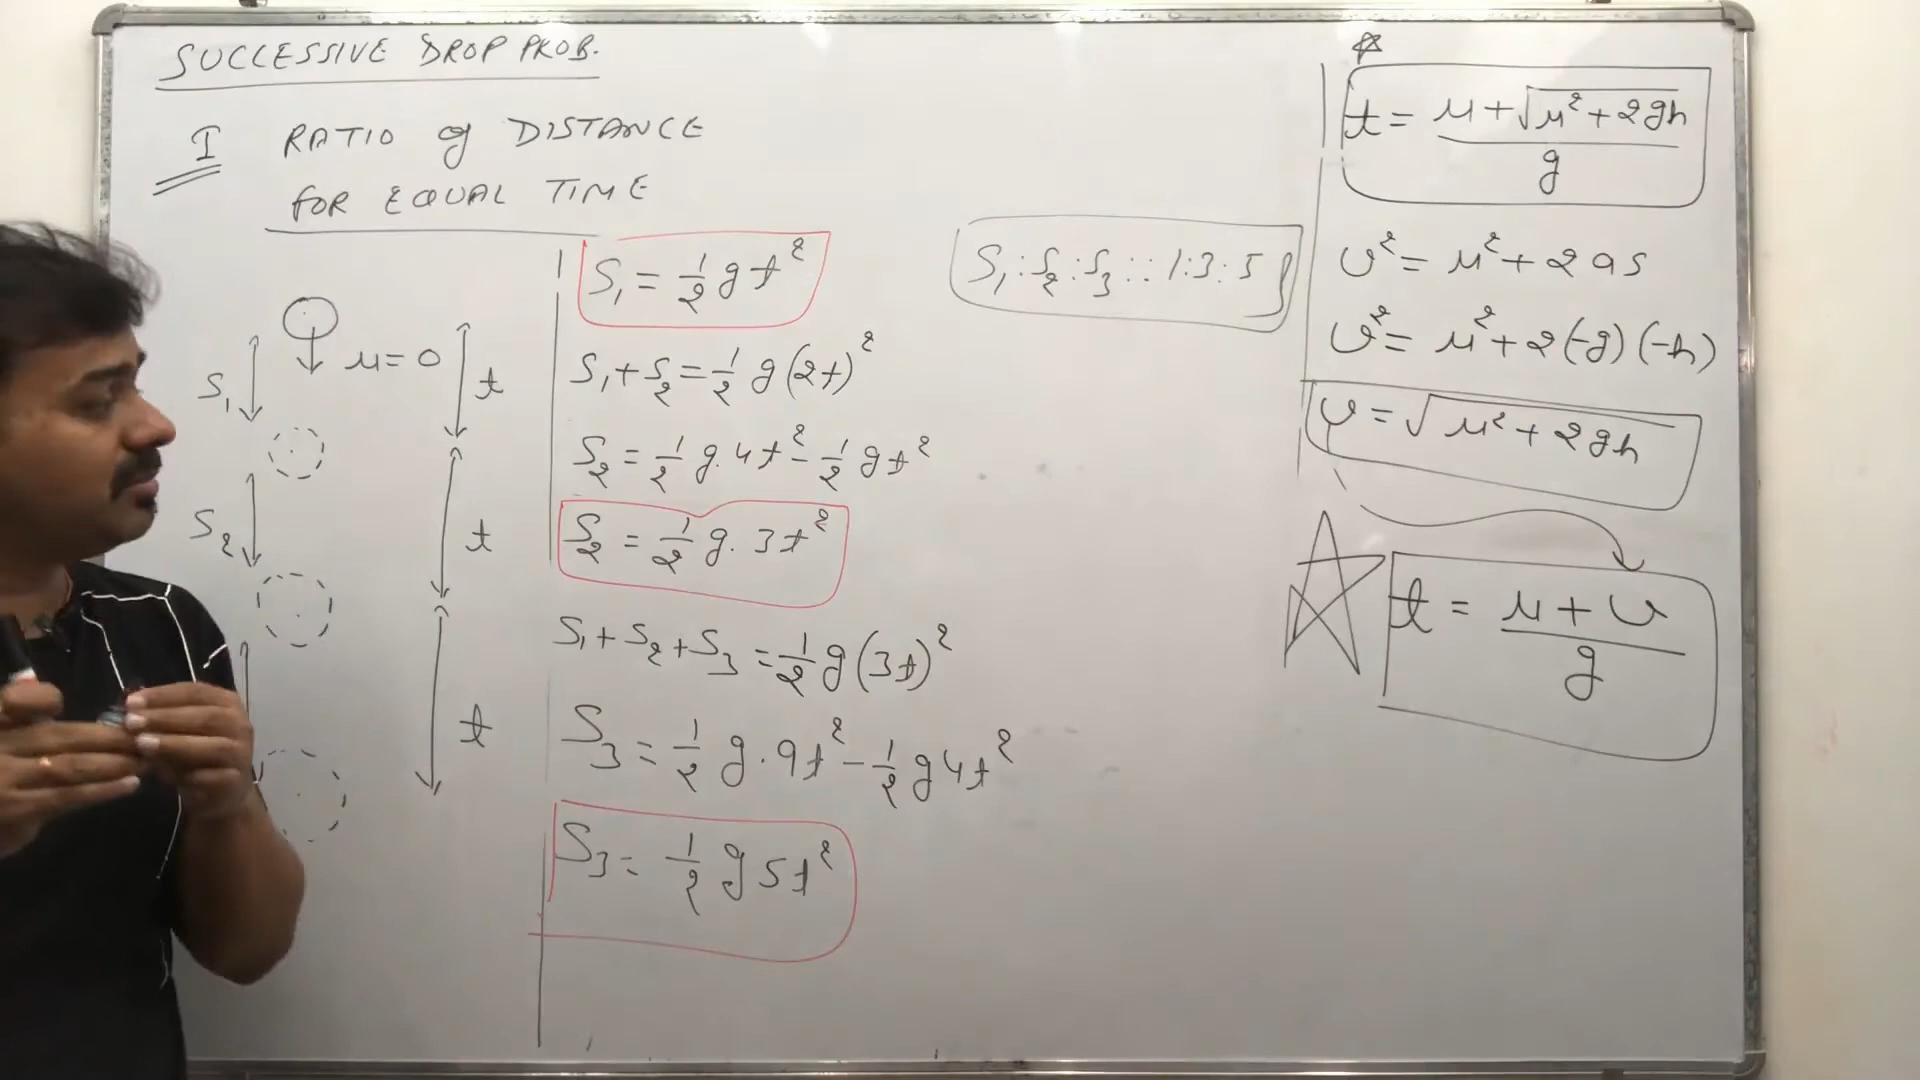 SUCCESSIVE DROP PROB.
I RATIO of DISTANCE
FOR EQUAL TIME
S₁
u = 0
t
S₂
t
t
S₁ = 1/2 g t²
S₁ + S₂ = 1/2 g (2t)²
S₂ = 1/2 g. 4t² - 1/2 g t²
S₂ = 1/2 g. 3t²
S₁ + S₂ + S₃ = 1/2 g (3t)²
S₃ = 1/2 g. 9t² - 1/2 g 4t²
S₃ = 1/2 g 5t²
S₁ : S₂ : S₃ :: 1 : 3 : 5
t = (u + √(u² + 2gh)) / g
v² = u² + 2as
v² = u² + 2(-g)(-h)
v = √(u² + 2gh)
t = (u + v) / g